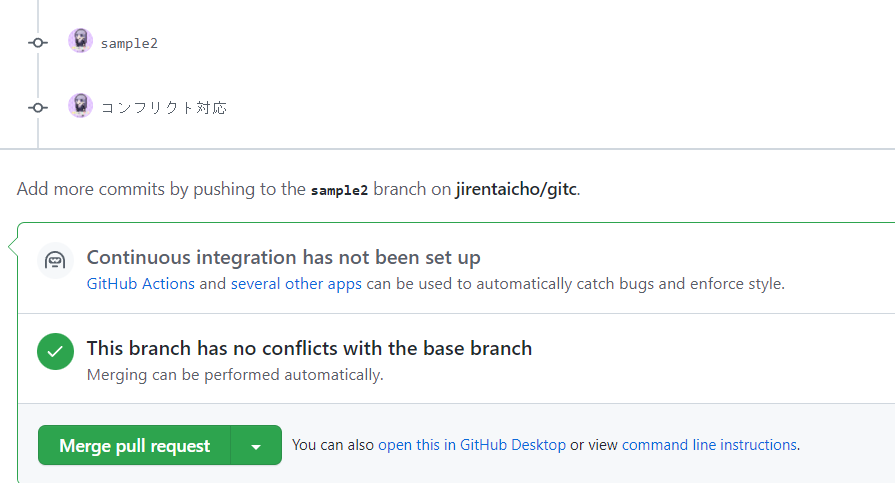 sample2
コンフリクト対応
Add more commits by pushing to the sample2 branch on jirentaicho/gitc.
Continuous integration has not been set up
GitHub Actions and several other apps can be used to automatically catch bugs and enforce style.
This branch has no conflicts with the base branch
Merging can be performed automatically.
Merge pull request
You can also open this in GitHub Desktop or view command line instructions.